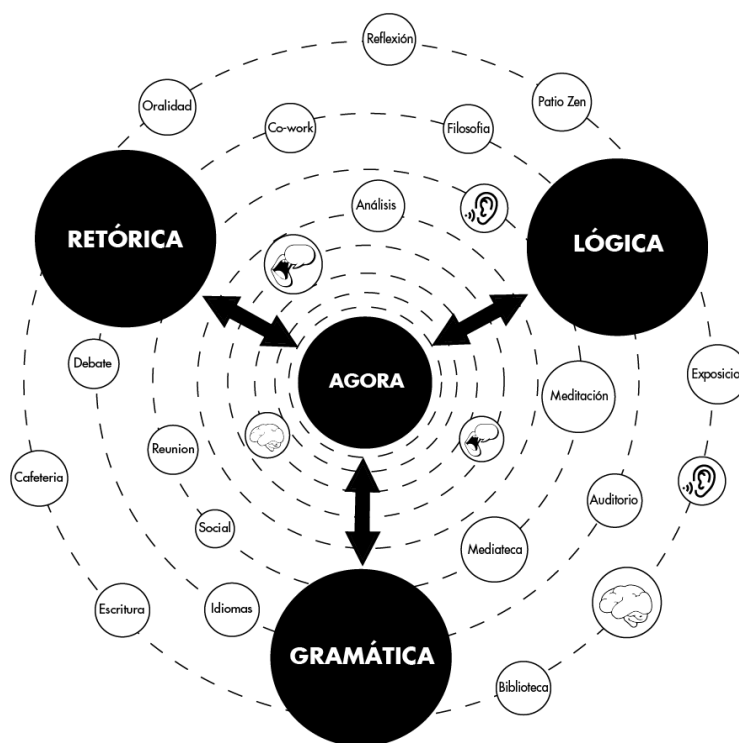 Reflexión
Oralidad
Patio Zen
Co-work
Filosofia
Análisis
RETÓRICA
LÓGICA
AGORA
Debate
Meditación
Exposicio
Reunion
Cafeteria
Auditorio
Social
Mediateca
Escritura
Idiomas
GRAMÁTICA
Biblioteca